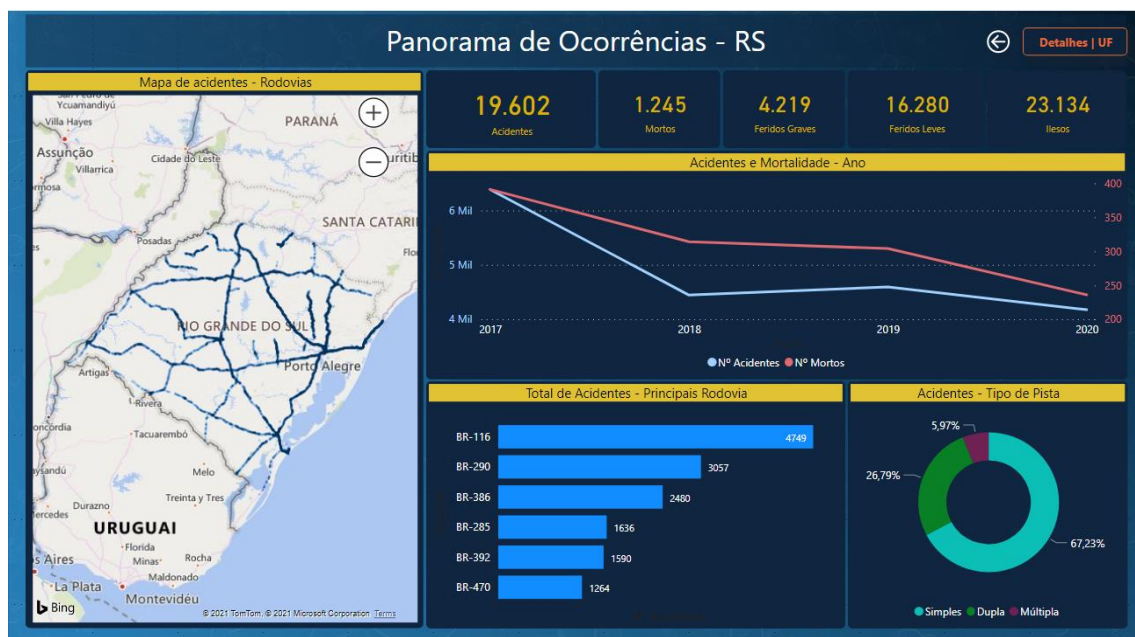 Panorama de Ocorrências - RS
Detalhes | UF
Mapa de acidentes - Rodovias
Ycuamandiyú
Villa Hayes
PARANÁ
Assunção
Cidade do Leste
Villarrica
SANTA CATARI
Posadas
RIO GRANDE DO SUL
Porto Alegre
Artigas
Rivera
Tacuarembó
Melo
Treinta y Tres
Durazno
URUGUAI
Florida
Minas
Rocha
Maldonado
La Plata
Montevidéu
Bing
© 2021 TomTom, © 2021 Microsoft Corporation Terms
19.602
Acidentes
1.245
Mortos
4.219
Feridos Graves
16.280
Feridos Leves
23.134
Ilesos
Acidentes e Mortalidade - Ano
6 Mil
5 Mil
4 Mil
400
350
300
250
200
2017 2018 2019 2020
Nº Acidentes Nº Mortos
Total de Acidentes - Principais Rodovia
BR-116 4749
BR-290 3057
BR-386 2480
BR-285 1636
BR-392 1590
BR-470 1264
Acidentes - Tipo de Pista
5,97%
26,79%
67,23%
Simples Dupla Múltipla